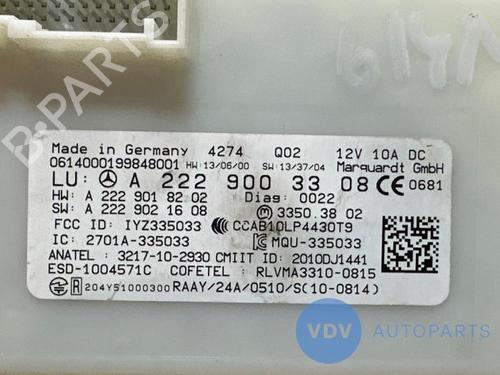 B-PARTS
Made in Germany 4274 Q02 12V 10A DC
0614000199848001 HW:13/06/00 SW:13/37/04 Marquardt GmbH
LU: A 222 900 33 08 CE 0681
HW: A 222 901 82 02 Diag: 0022
SW: A 222 902 16 08 3350.3802
FCC ID: IYZ335033 CCAB10LP4430T9
IC: 2701A-335033 MQU-335033
ANATEL: 3217-10-2930 CMIIT ID: 2010DJ1441
ESD-1004571C COFETEL: RLVMA3310-0815
R 204Y51000300 RAAY/24A/0510/S(10-0814)
VDV AUTOPARTS